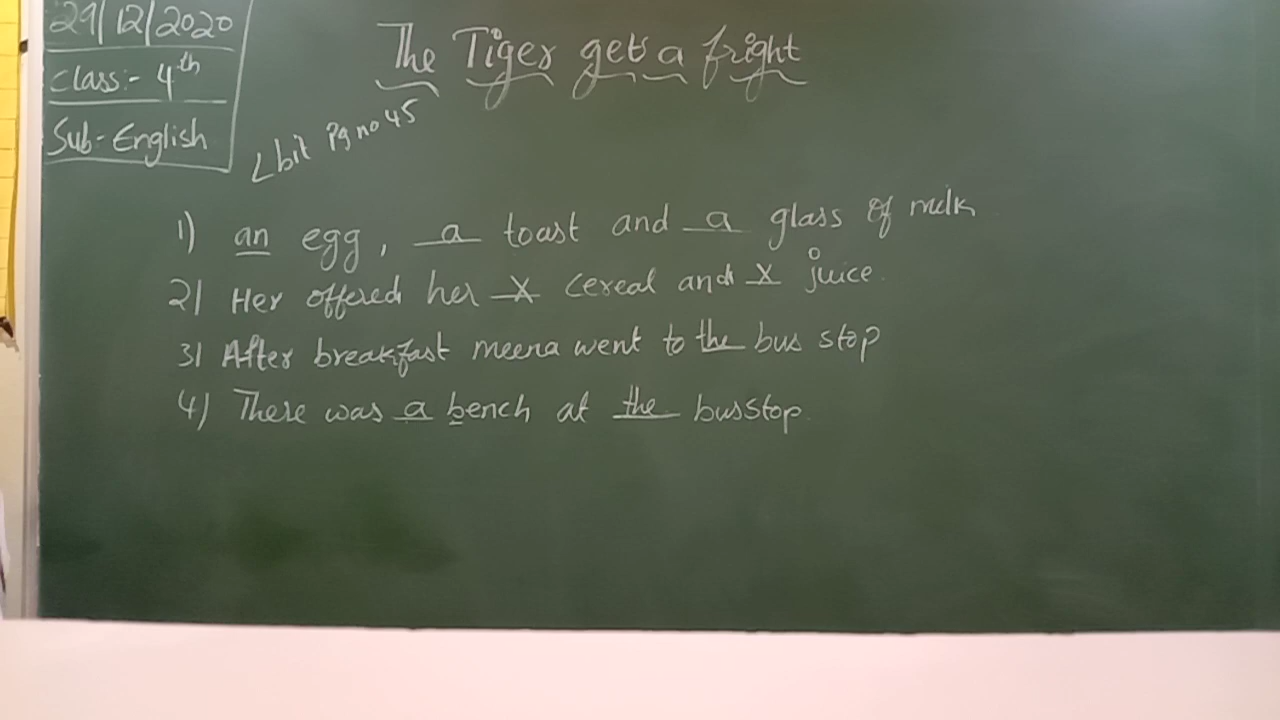 29/12/2020
Class:- 4th
Sub- English
The Tiger gets a fright
L bit Pg no 45
1) an egg, a toast and a glass of milk
2) Her offered her X cereal and X juice.
3) After breakfast meena went to the bus stop
4) There was a bench at the busstop.